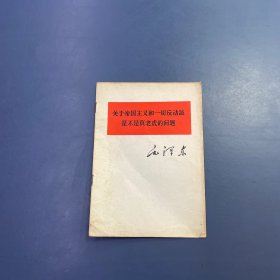 关于帝国主义和一切反动派
是不是真老虎的问题
毛泽东